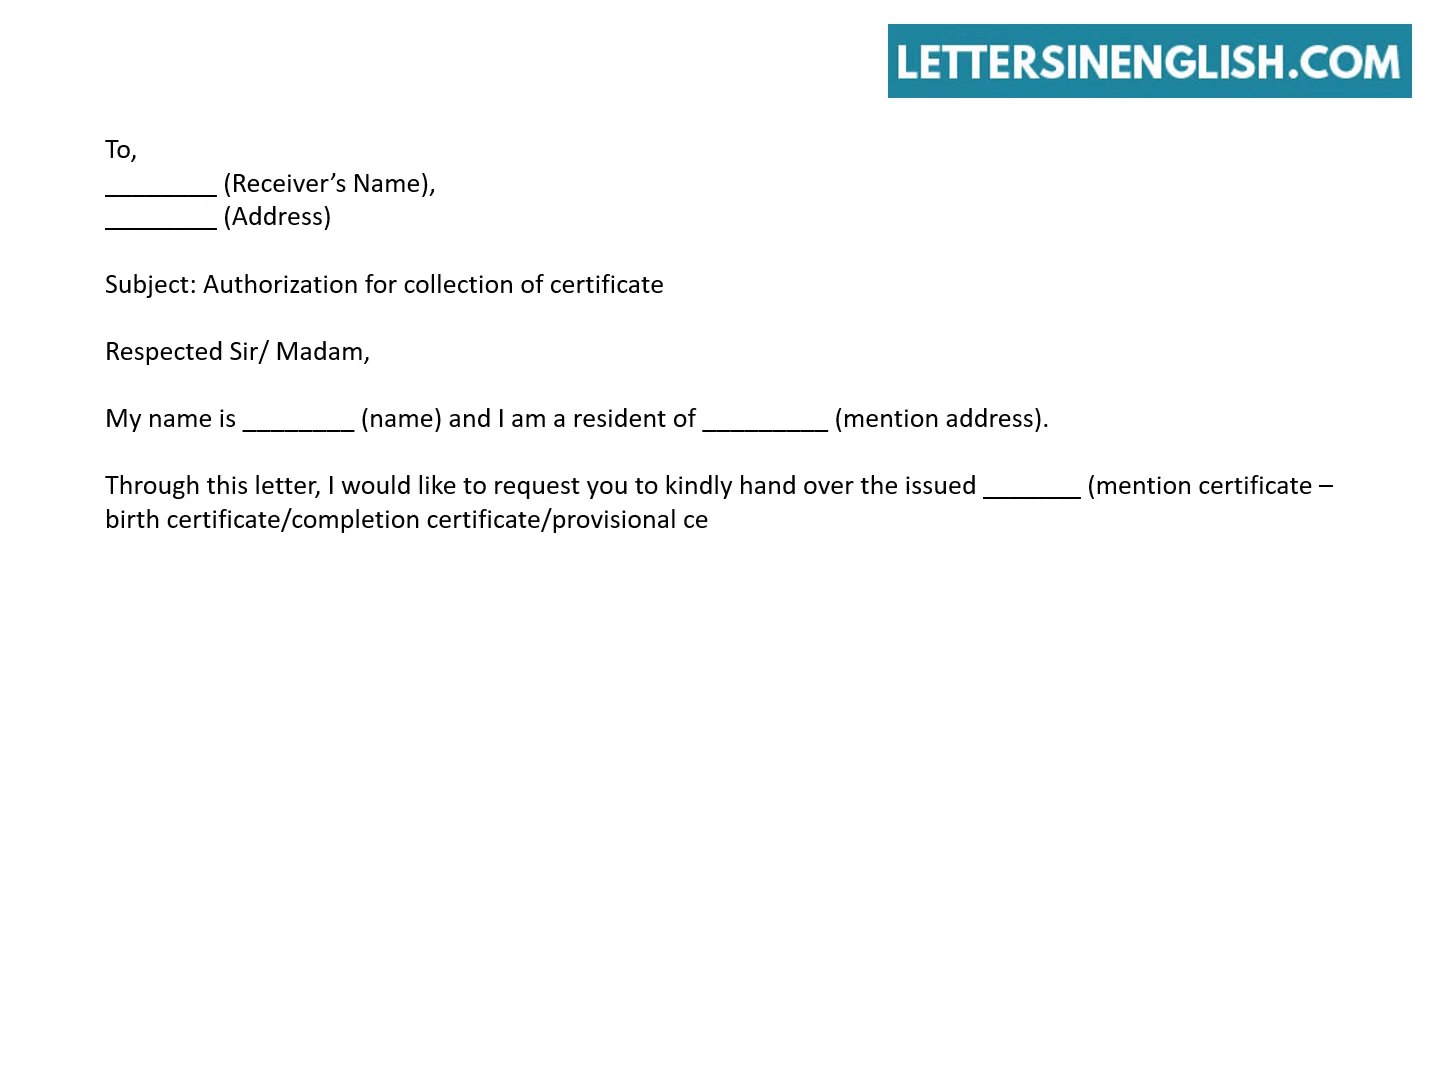 LETTERSINENGLISH.COM
To,
________ (Receiver’s Name),
________ (Address)
Subject: Authorization for collection of certificate
Respected Sir/ Madam,
My name is ________ (name) and I am a resident of _________ (mention address).
Through this letter, I would like to request you to kindly hand over the issued _______ (mention certificate –
birth certificate/completion certificate/provisional ce